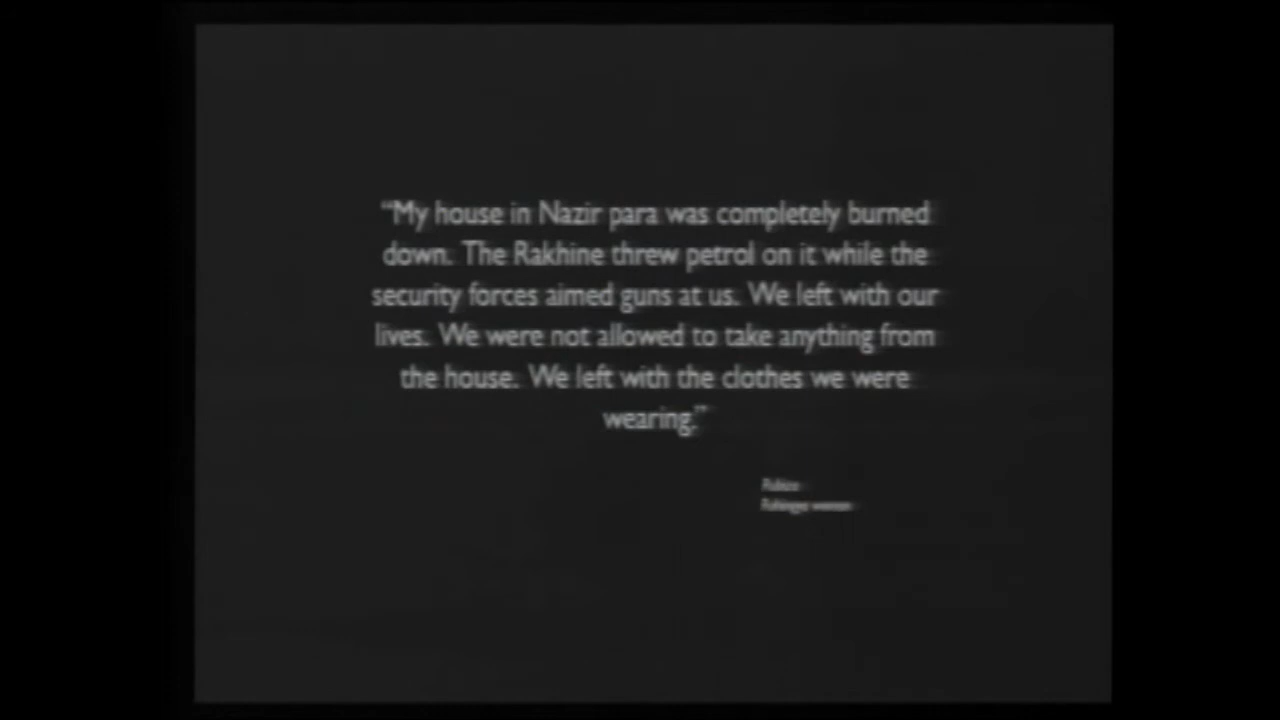 “My house in Nazir para was completely burned
down. The Rakhine threw petrol on it while the
security forces aimed guns at us. We left with our
lives. We were not allowed to take anything from
the house. We left with the clothes we were
wearing.”
Rohingya woman